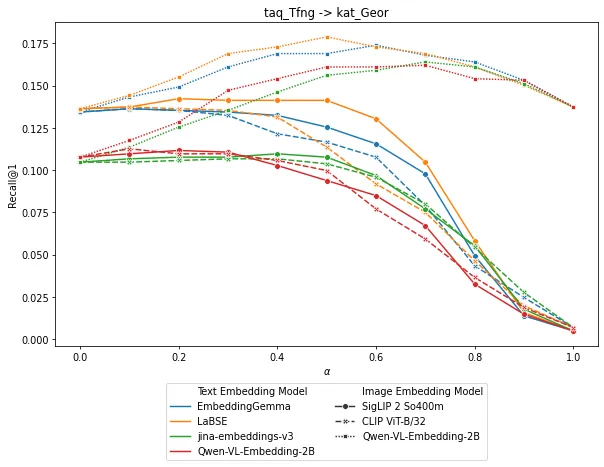 taq_Tfng -> kat_Geor
0.175
0.150
0.125
0.100
0.075
0.050
0.025
0.000
Recall@1
0.0 0.2 0.4 0.6 0.8 1.0
α
Text Embedding Model Image Embedding Model
EmbeddingGemma SigLIP 2 So400m
LaBSE CLIP ViT-B/32
jina-embeddings-v3 Qwen-VL-Embedding-2B
Qwen-VL-Embedding-2B